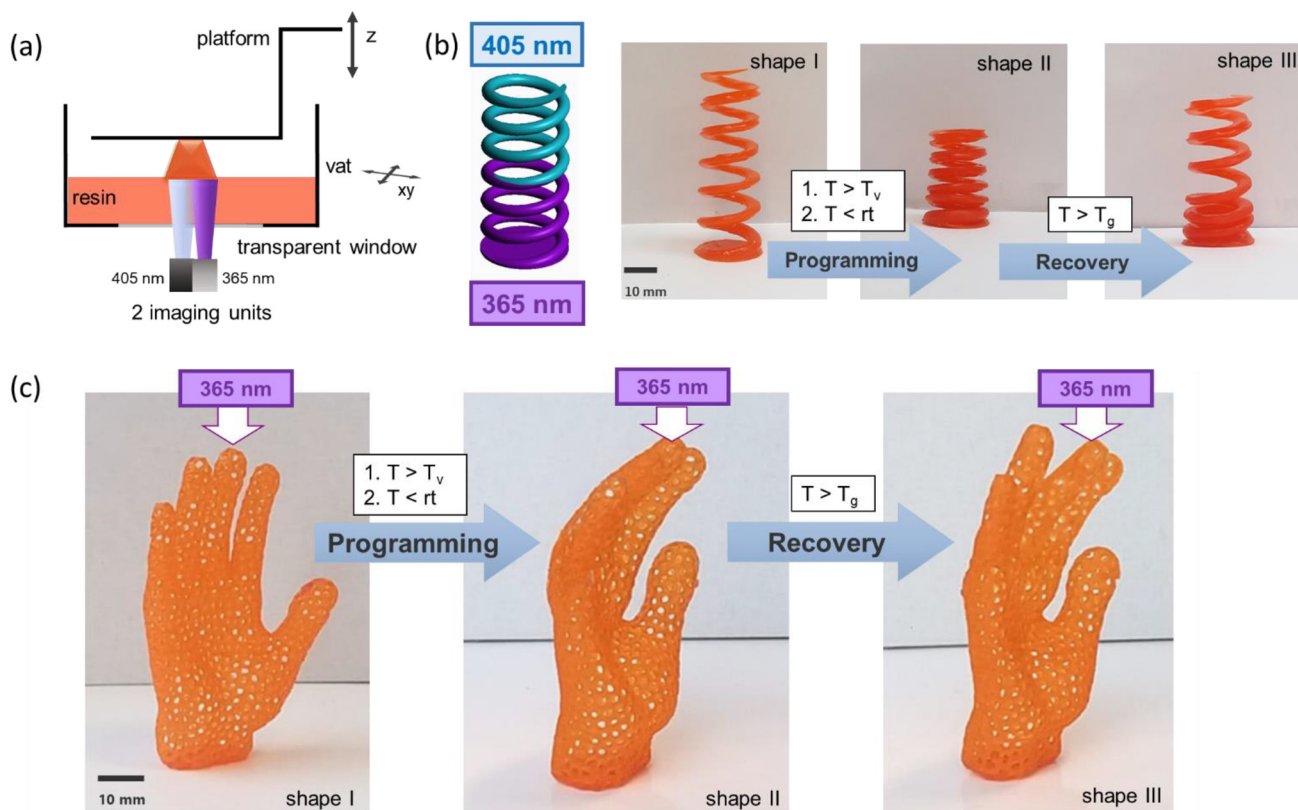 (a)
platform
z
vat
xy
resin
transparent window
405 nm
365 nm
2 imaging units
(b)
405 nm
365 nm
shape I
10 mm
1. T > Tᵥ
2. T < rt
Programming
shape II
T > T_g
Recovery
shape III
(c)
365 nm
10 mm
shape I
1. T > Tᵥ
2. T < rt
Programming
365 nm
shape II
T > T_g
Recovery
365 nm
shape III